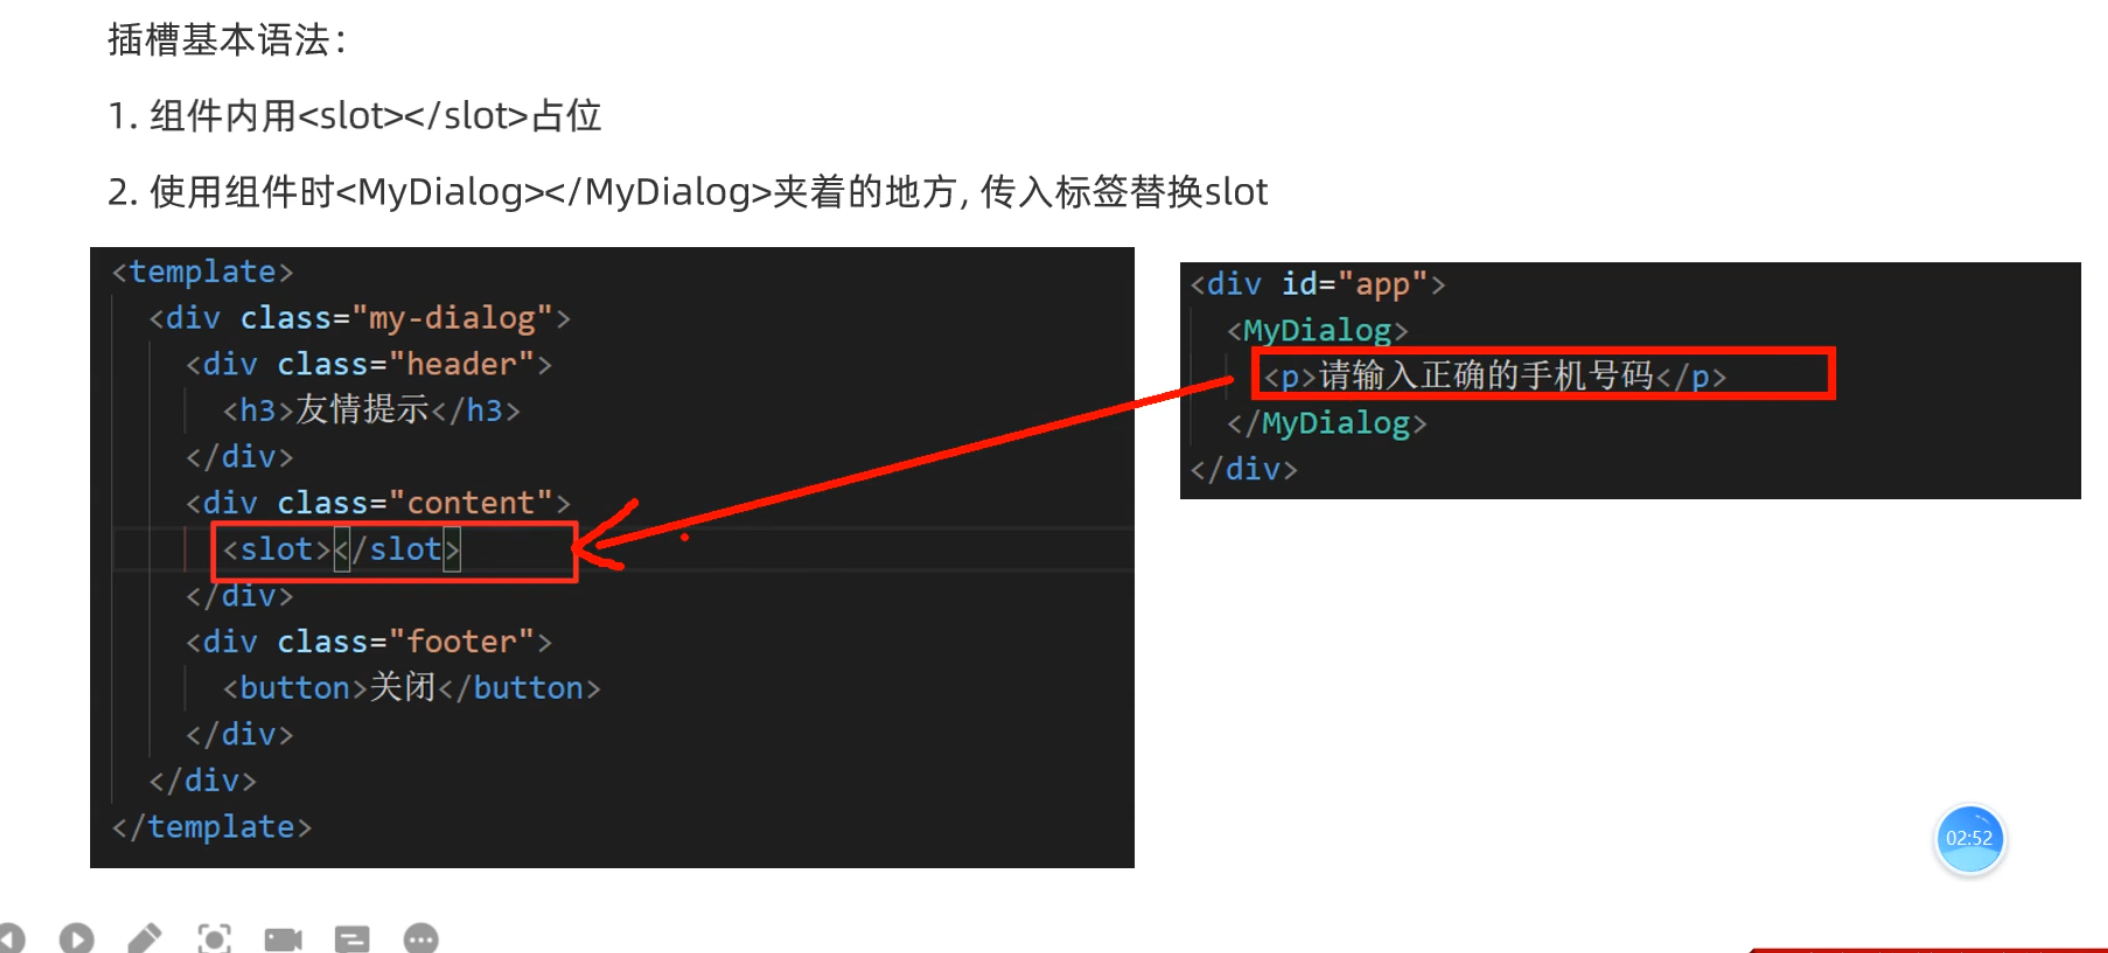 插槽基本语法：
1. 组件内用<slot></slot>占位
2. 使用组件时<MyDialog></MyDialog>夹着的地方, 传入标签替换slot
<template>
<div class="my-dialog">
<div class="header">
<h3>友情提示</h3>
</div>
<div class="content">
<slot></slot>
</div>
<div class="footer">
<button>关闭</button>
</div>
</div>
</template>
<div id="app">
<MyDialog>
<p>请输入正确的手机号码</p>
</MyDialog>
</div>
02:52